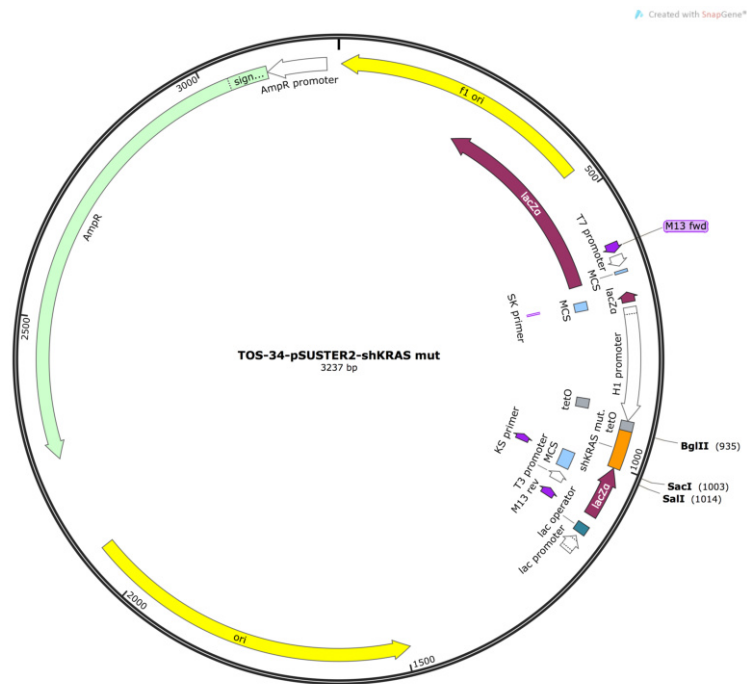 Created with SnapGene®
3000
sign...
AmpR promoter
f1 ori
500
AmpR
lacZα
T7 promoter
M13 fwd
MCS
lacZα
SK primer
MCS
2500
H1 promoter
TOS-34-pSUSTER2-shKRAS mut
3237 bp
tetO
tetO
shKRAS mut.
KS primer
BglII (935)
MCS
T3 promoter
1000
SacI (1003)
SalI (1014)
M13 rev
lacZα
lac operator
lac promoter
2000
ori
1500